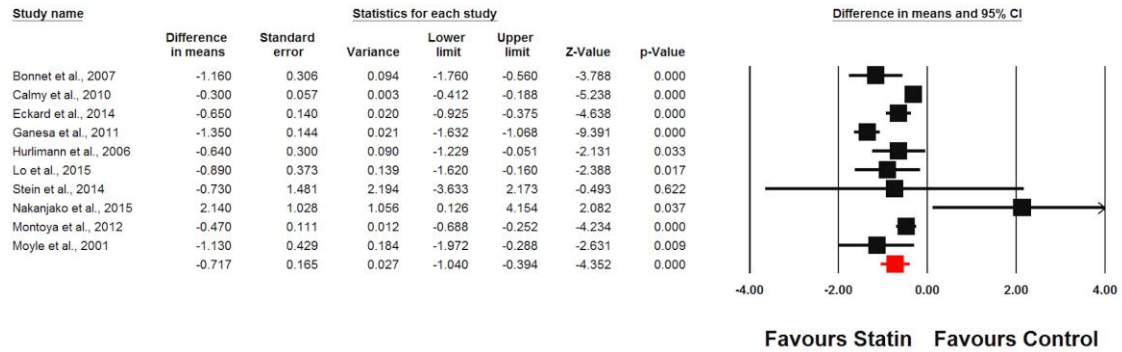 Study name Statistics for each study Difference in means and 95% CI
Difference in means Standard error Variance Lower limit Upper limit Z-Value p-Value
Bonnet et al., 2007 -1.160 0.306 0.094 -1.760 -0.560 -3.788 0.000
Calmy et al., 2010 -0.300 0.057 0.003 -0.412 -0.188 -5.238 0.000
Eckard et al., 2014 -0.650 0.140 0.020 -0.925 -0.375 -4.638 0.000
Ganesa et al., 2011 -1.350 0.144 0.021 -1.632 -1.068 -9.391 0.000
Hurlimann et al., 2006 -0.640 0.300 0.090 -1.229 -0.051 -2.131 0.033
Lo et al., 2015 -0.890 0.373 0.139 -1.620 -0.160 -2.388 0.017
Stein et al., 2014 -0.730 1.481 2.194 -3.633 2.173 -0.493 0.622
Nakanjako et al., 2015 2.140 1.028 1.056 0.126 4.154 2.082 0.037
Montoya et al., 2012 -0.470 0.111 0.012 -0.688 -0.252 -4.234 0.000
Moyle et al., 2001 -1.130 0.429 0.184 -1.972 -0.288 -2.631 0.009
-0.717 0.165 0.027 -1.040 -0.394 -4.352 0.000
-4.00 -2.00 0.00 2.00 4.00
Favours Statin Favours Control